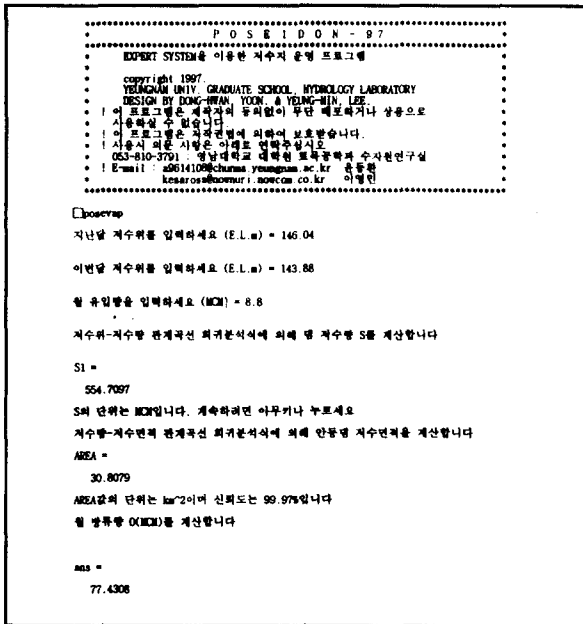 P O S E I D O N - 97
EXPERT SYSTEM을 이용한 저수지 운영 프로그램
copyright 1997.
YEUNGNAM UNIV. GRADUATE SCHOOL, HYDROLOGY LABORATORY
DESIGN BY DONG-HWAN, YOON. & YEUNG-MIN, LEE.
! 이 프로그램은 제작자의 동의없이 무단 배포하거나 상용으로
사용하실 수 없습니다.
! 이 프로그램은 저작권법에 의하여 보호받습니다.
! 사용시 의문 사항은 아래로 연락주십시오
053-810-3791 : 영남대학교 대학원 토목공학과 수자원연구실
! E-mail : a9614108@chunma.yeungnam.ac.kr 윤동환
kesaross@nownuri.nowcom.co.kr 이영민
posevap
지난달 저수위를 입력하세요 (E.L.m) = 146.04
이번달 저수위를 입력하세요 (E.L.m) = 143.88
월 유입량을 입력하세요 (MCM) = 8.8
저수위-저수량 관계곡선 회귀분석식에 의해 댐 저수량 S를 계산합니다
S1 =
554.7097
S의 단위는 MCM입니다. 계속하려면 아무키나 누르세요
저수량-저수면적 관계곡선 회귀분석식에 의해 안동댐 저수면적을 계산합니다
AREA =
30.8079
AREA값의 단위는 km^2이며 신뢰도는 99.97%입니다
월 방류량 O(MCM)를 계산합니다
ans =
77.4308